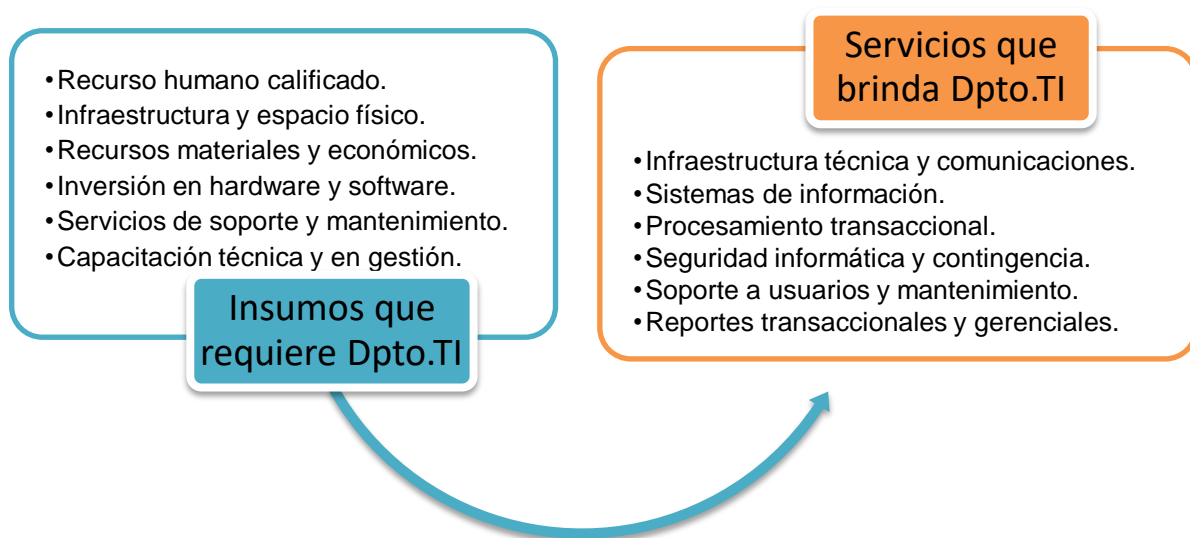 •Recurso humano calificado.
•Infraestructura y espacio físico.
•Recursos materiales y económicos.
•Inversión en hardware y software.
•Servicios de soporte y mantenimiento.
•Capacitación técnica y en gestión.
Insumos que
requiere Dpto.TI
Servicios que
brinda Dpto.TI
•Infraestructura técnica y comunicaciones.
•Sistemas de información.
•Procesamiento transaccional.
•Seguridad informática y contingencia.
•Soporte a usuarios y mantenimiento.
•Reportes transaccionales y gerenciales.